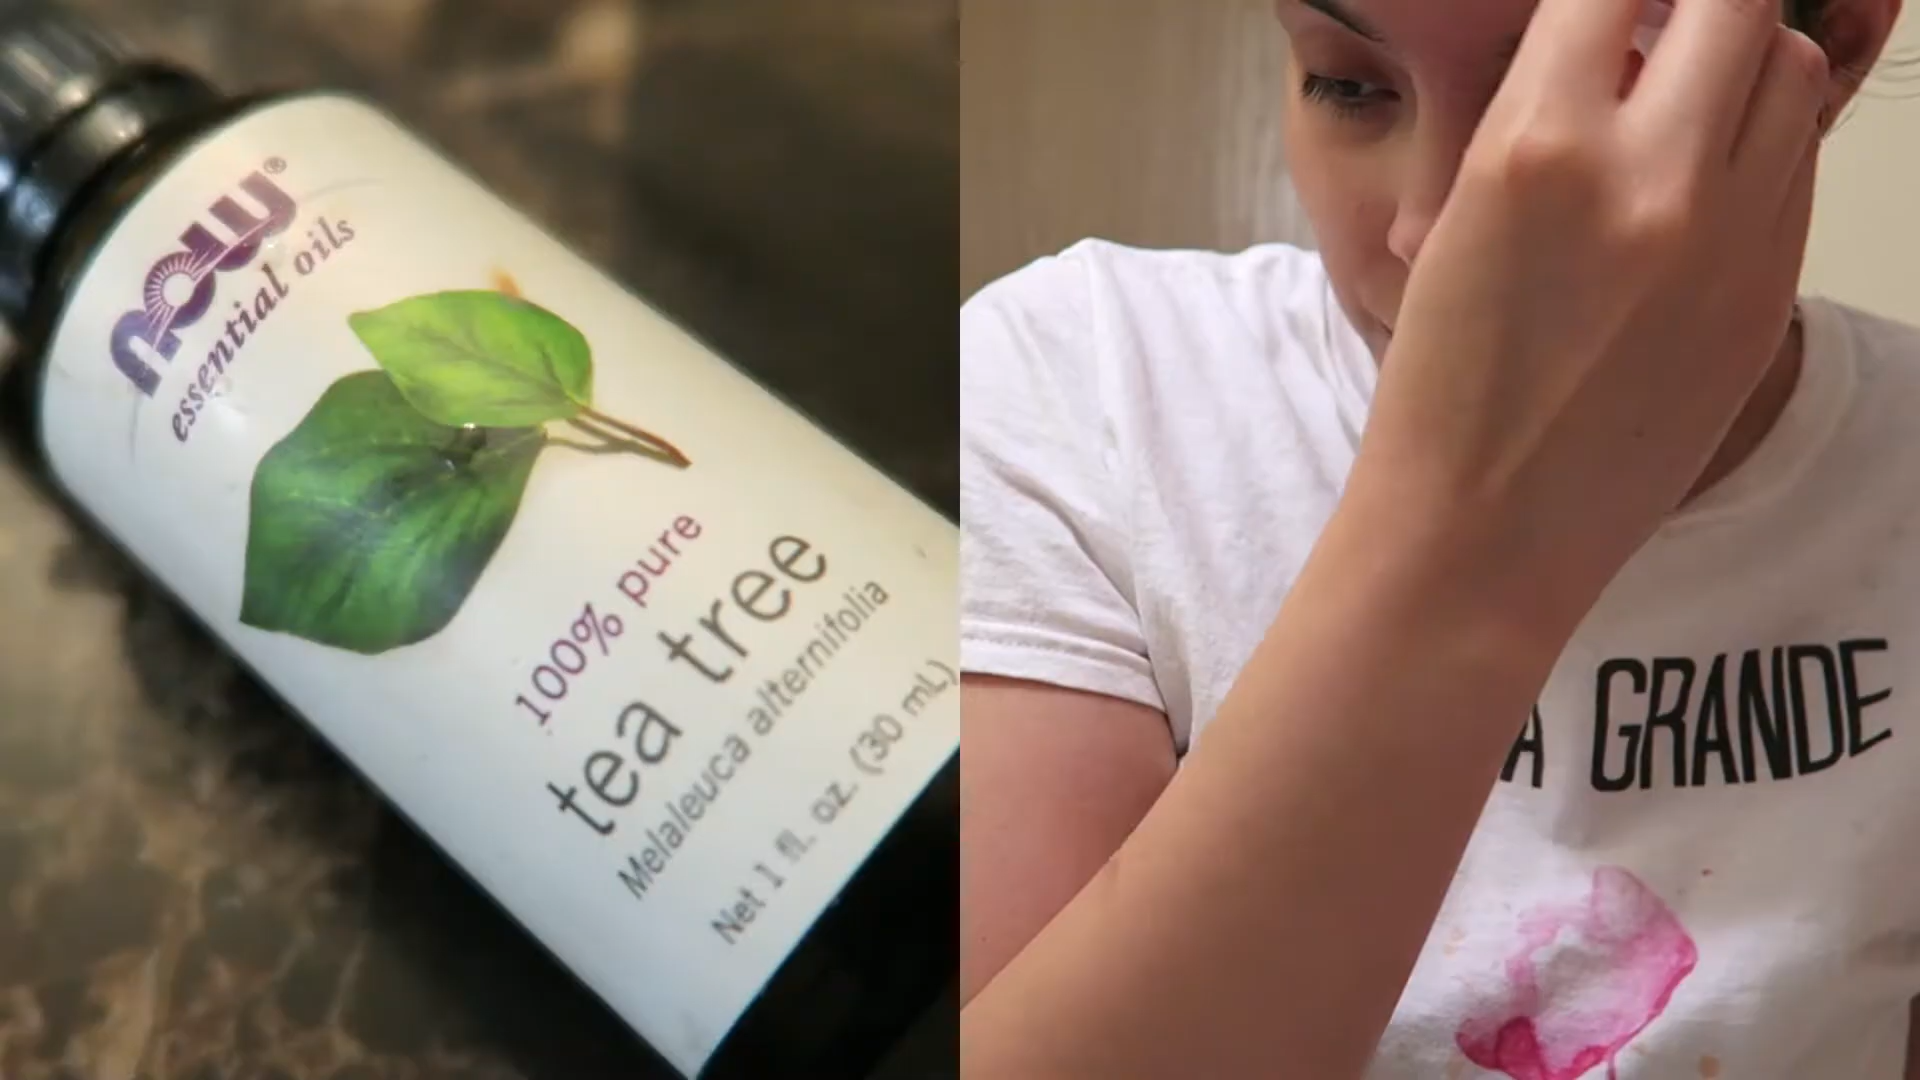 NOW®
essential oils
100% pure
tea tree
Melaleuca alternifolia
Net 1 fl. oz. (30 mL)
A GRANDE